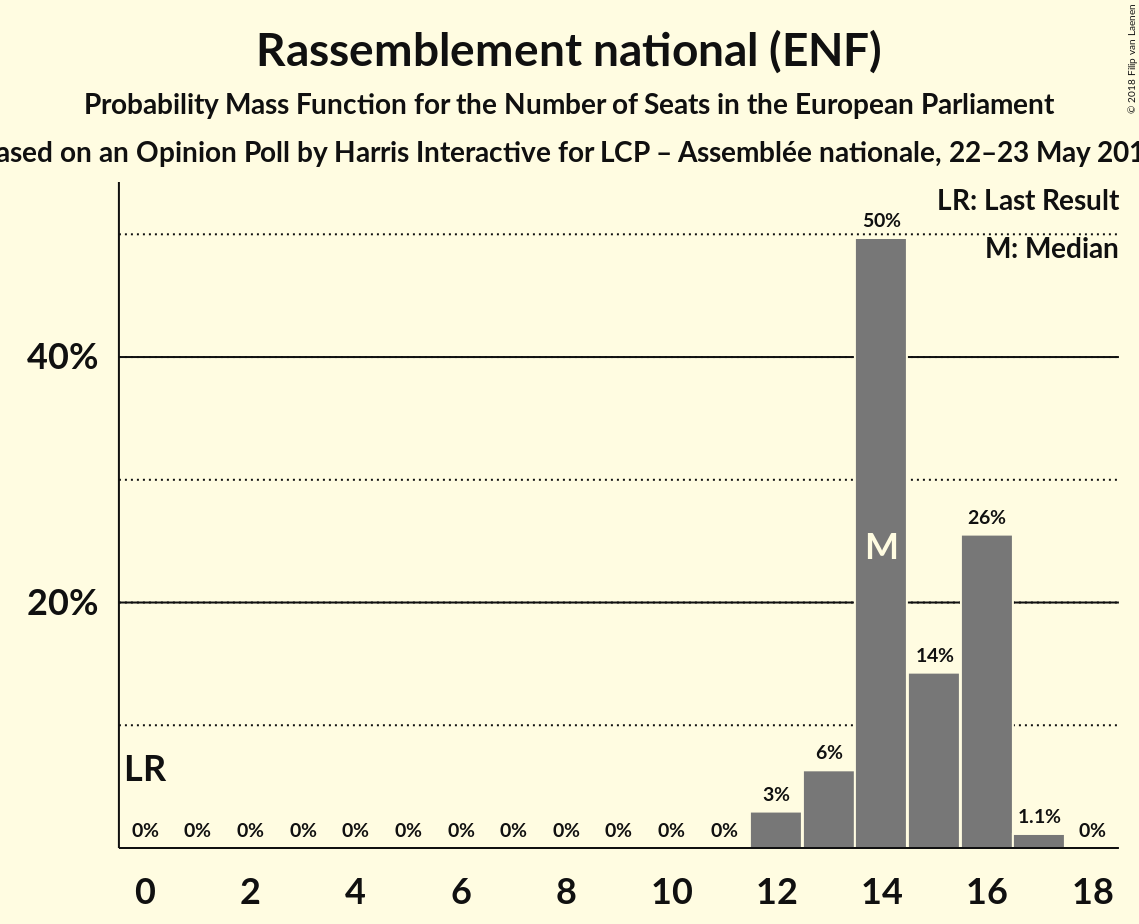 Rassemblement national (ENF)
Probability Mass Function for the Number of Seats in the European Parliament
ased on an Opinion Poll by Harris Interactive for LCP – Assemblée nationale, 22–23 May 201
© 2018 Filip van Laenen
LR: Last Result
M: Median
50%
40%
26%
M
20%
14%
6%
LR
3%
1.1%
0% 0% 0% 0% 0% 0% 0% 0% 0% 0% 0% 0% 0%
0 2 4 6 8 10 12 14 16 18